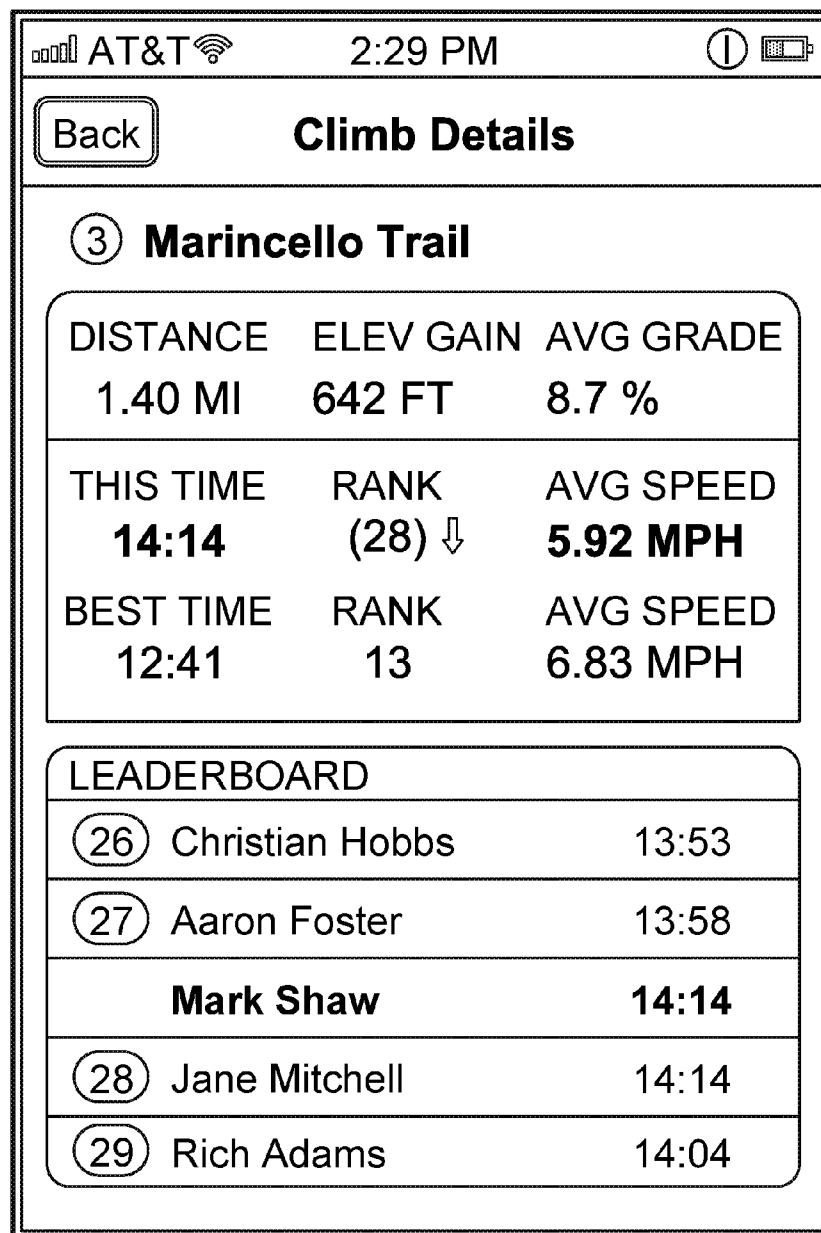 AT&T 2:29 PM
Back Climb Details
3 Marincello Trail
DISTANCE ELEV GAIN AVG GRADE
1.40 MI 642 FT 8.7 %
THIS TIME RANK AVG SPEED
14:14 (28) ⇩ 5.92 MPH
BEST TIME RANK AVG SPEED
12:41 13 6.83 MPH
LEADERBOARD
26 Christian Hobbs 13:53
27 Aaron Foster 13:58
Mark Shaw 14:14
28 Jane Mitchell 14:14
29 Rich Adams 14:04